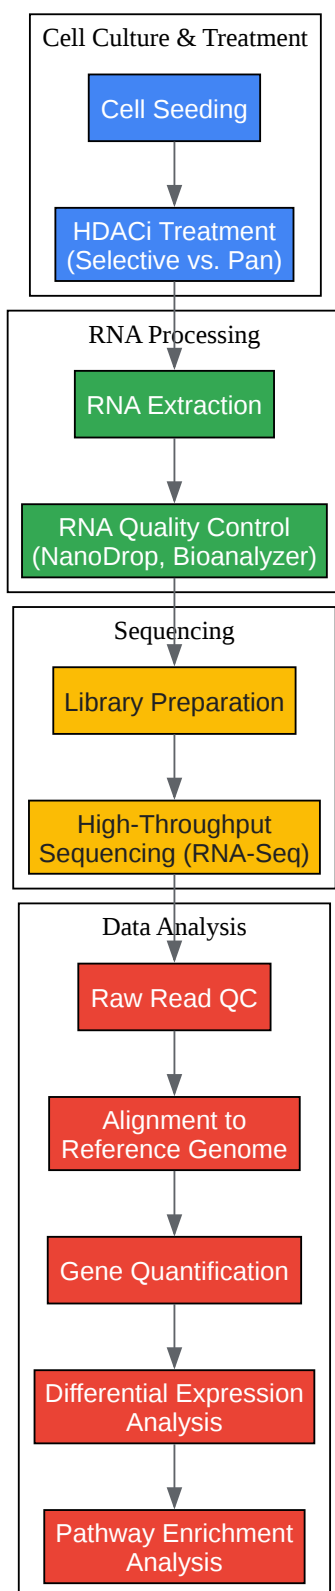 Cell Culture & Treatment
Cell Seeding
HDACi Treatment
(Selective vs. Pan)
RNA Processing
RNA Extraction
RNA Quality Control
(NanoDrop, Bioanalyzer)
Sequencing
Library Preparation
High-Throughput
Sequencing (RNA-Seq)
Data Analysis
Raw Read QC
Alignment to
Reference Genome
Gene Quantification
Differential Expression
Analysis
Pathway Enrichment
Analysis